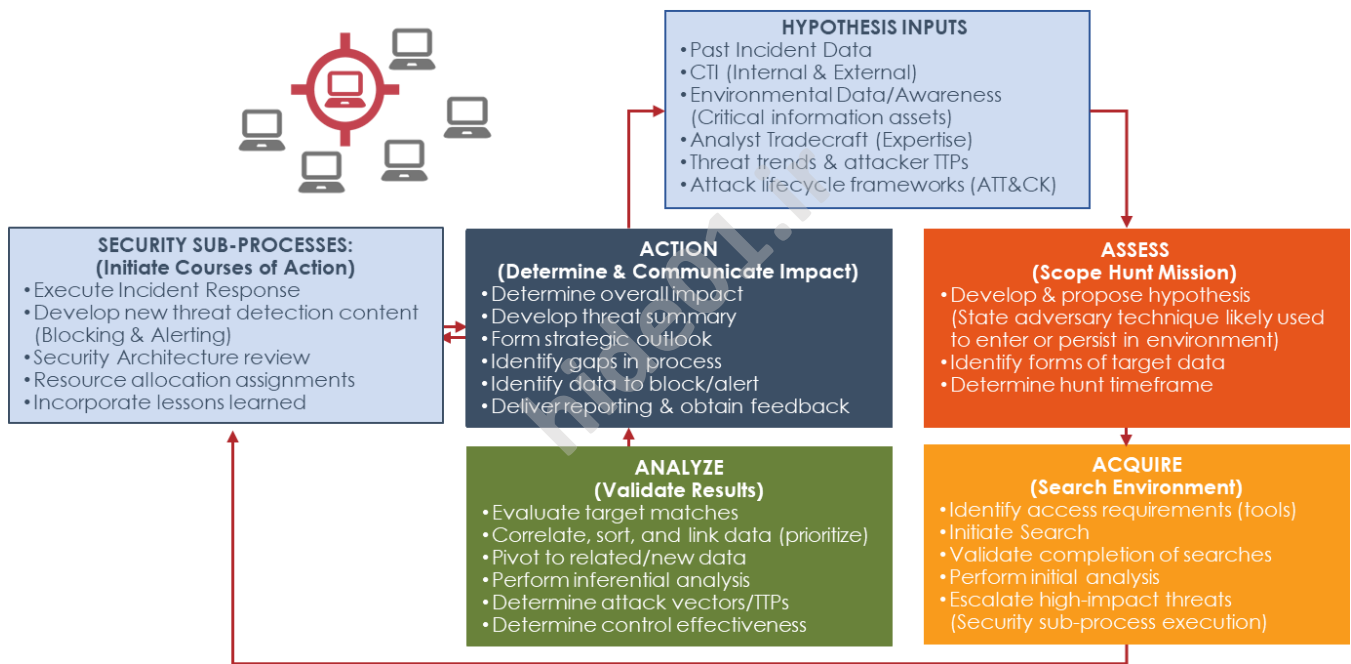 HYPOTHESIS INPUTS
• Past Incident Data
• CTI (Internal & External)
• Environmental Data/Awareness
(Critical information assets)
• Analyst Tradecraft (Expertise)
• Threat trends & attacker TTPs
• Attack lifecycle frameworks (ATT&CK)
SECURITY SUB-PROCESSES:
(Initiate Courses of Action)
• Execute Incident Response
• Develop new threat detection content
(Blocking & Alerting)
• Security Architecture review
• Resource allocation assignments
• Incorporate lessons learned
ACTION
(Determine & Communicate Impact)
• Determine overall impact
• Develop threat summary
• Form strategic outlook
• Identify gaps in process
• Identify data to block/alert
• Deliver reporting & obtain feedback
ASSESS
(Scope Hunt Mission)
• Develop & propose hypothesis
(State adversary technique likely used
to enter or persist in environment)
• Identify forms of target data
• Determine hunt timeframe
ANALYZE
(Validate Results)
• Evaluate target matches
• Correlate, sort, and link data (prioritize)
• Pivot to related/new data
• Perform inferential analysis
• Determine attack vectors/TTPs
• Determine control effectiveness
ACQUIRE
(Search Environment)
• Identify access requirements (tools)
• Initiate Search
• Validate completion of searches
• Perform initial analysis
• Escalate high-impact threats
(Security sub-process execution)
hide01.ir